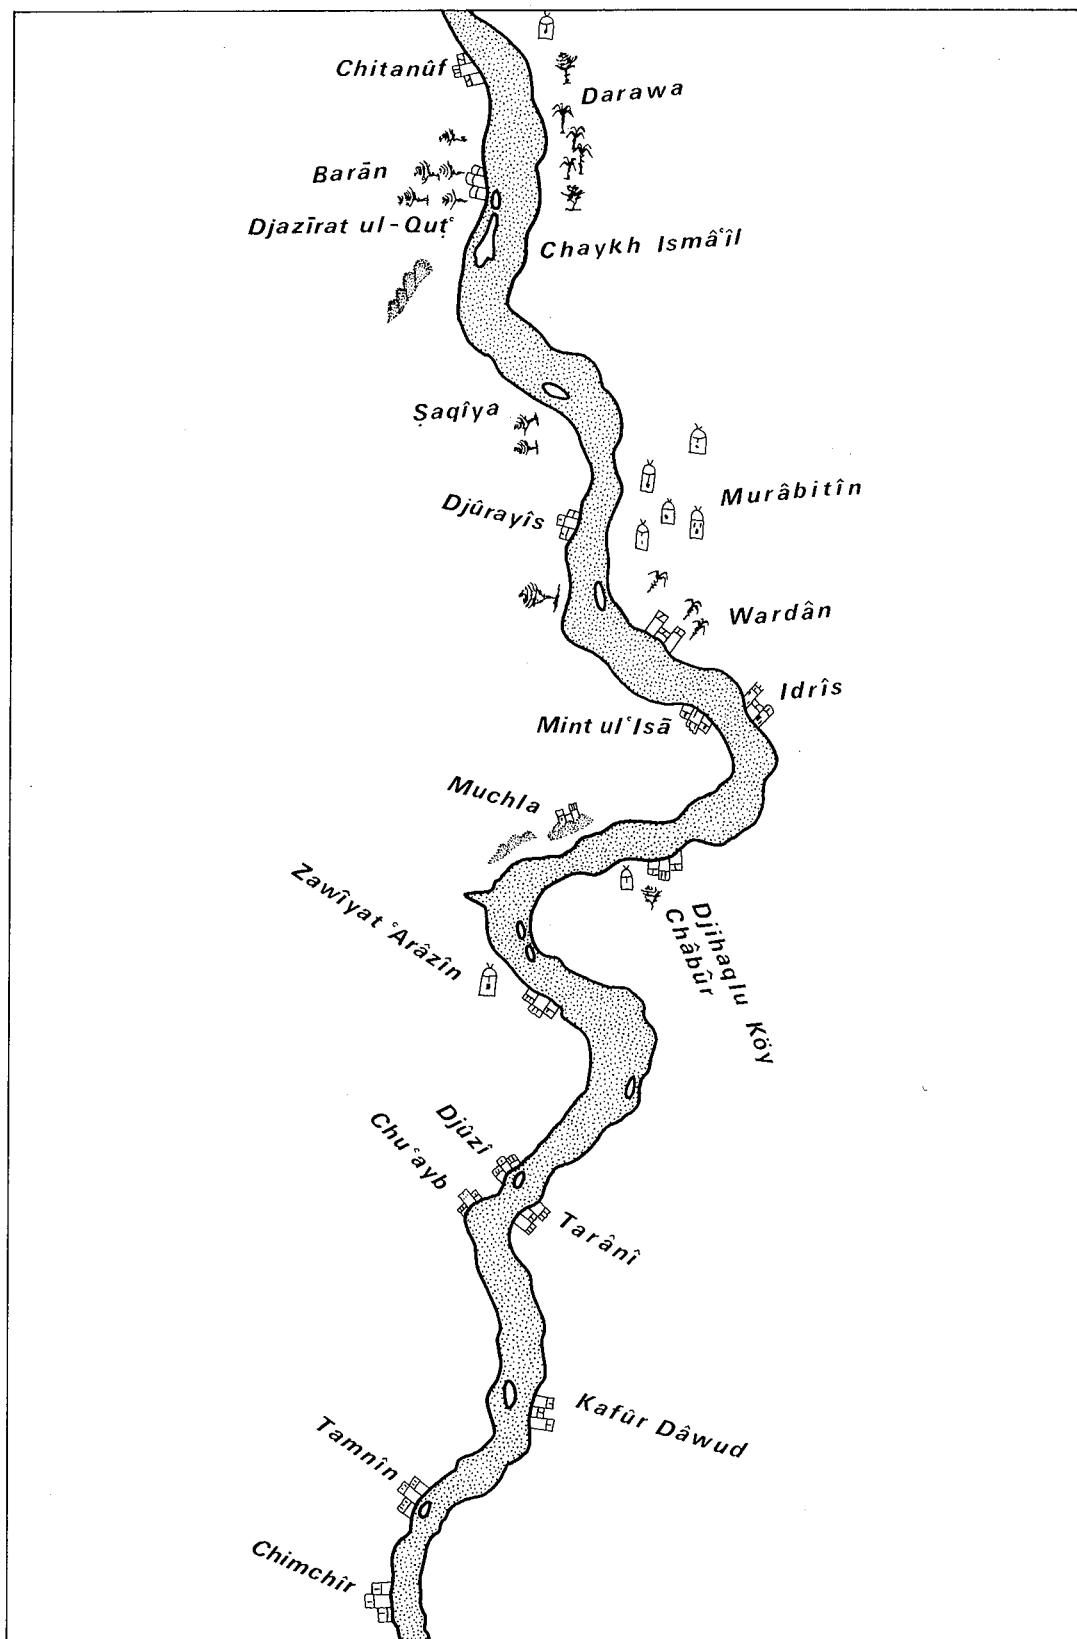 Chitanûf
Darawa
Barān
Djazīrat ul-Quṭʿ
Chaykh Ismâʿîl
Ṣaqîya
Murâbitîn
Djûrayîs
Wardân
Idrîs
Mint ulʿIsā
Muchla
Zawîyat ʿArâzîn
Djihaqlu Köy
Châbûr
Djûzî
Chuʿayb
Tarânî
Kafûr Dâwud
Tamnîn
Chimchîr